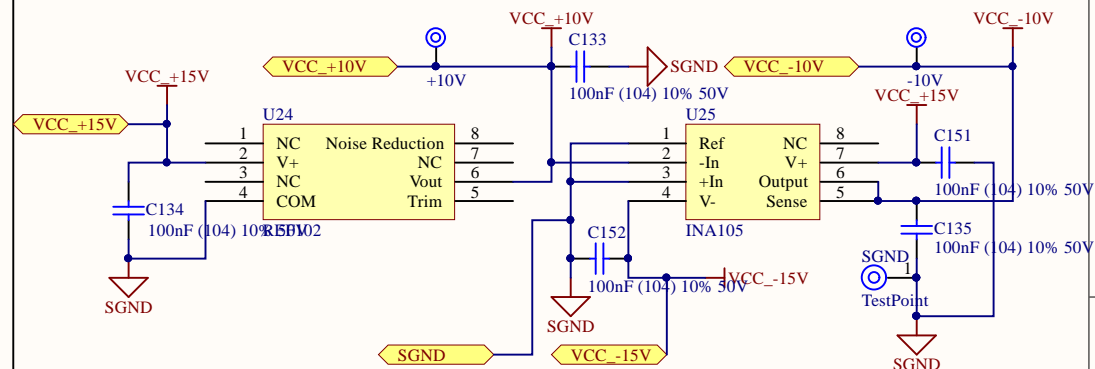 VCC_+10V
VCC_-10V
C133
VCC_+10V
+10V
SGND
VCC_-10V
-10V
VCC_+15V
100nF (104) 10% 50V
VCC_+15V
U24
U25
VCC_+15V
1 NC Noise Reduction 8
2 V+ NC 7
3 NC Vout 6
4 COM Trim 5
1 Ref NC 8
2 -In V+ 7
3 +In Output 6
4 V- Sense 5
C151
100nF (104) 10% 50V
C134
100nF (104) 10% 50V
REF102
INA105
C152
100nF (104) 10% 50V
C135
100nF (104) 10% 50V
SGND
1
TestPoint
VCC_-15V
SGND
SGND
SGND
VCC_-15V
SGND